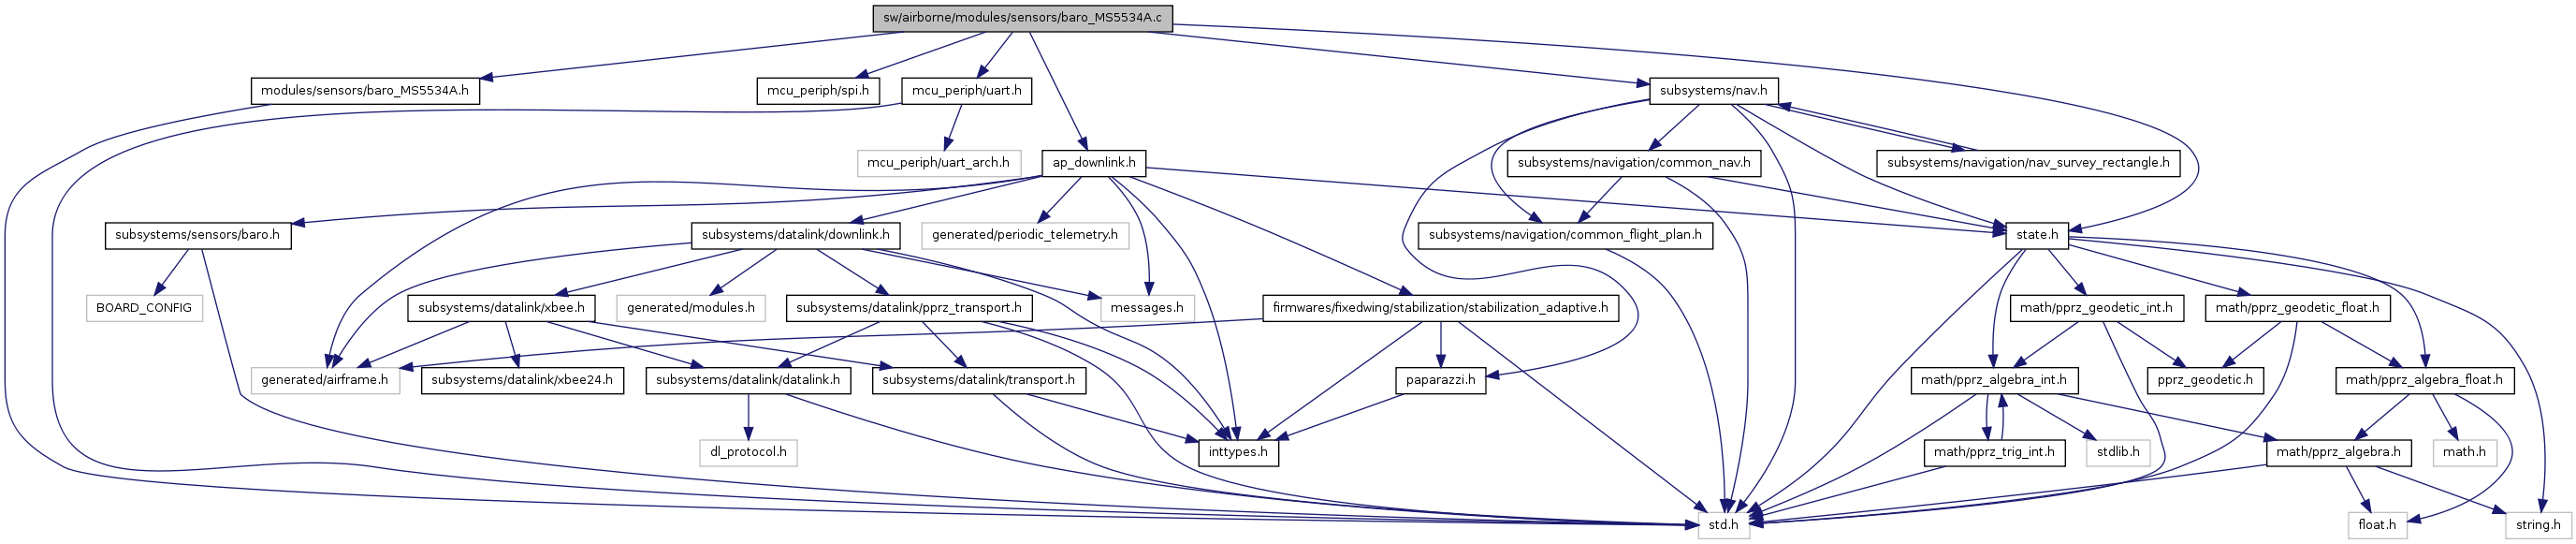 sw/airborne/modules/sensors/baro_MS5534A.c
modules/sensors/baro_MS5534A.h
mcu_periph/spi.h
mcu_periph/uart.h
subsystems/nav.h
mcu_periph/uart_arch.h
ap_downlink.h
subsystems/navigation/common_nav.h
subsystems/navigation/nav_survey_rectangle.h
subsystems/sensors/baro.h
subsystems/datalink/downlink.h
generated/periodic_telemetry.h
subsystems/navigation/common_flight_plan.h
state.h
BOARD_CONFIG
subsystems/datalink/xbee.h
generated/modules.h
subsystems/datalink/pprz_transport.h
messages.h
firmwares/fixedwing/stabilization/stabilization_adaptive.h
math/pprz_geodetic_int.h
math/pprz_geodetic_float.h
generated/airframe.h
subsystems/datalink/xbee24.h
subsystems/datalink/datalink.h
subsystems/datalink/transport.h
paparazzi.h
math/pprz_algebra_int.h
pprz_geodetic.h
math/pprz_algebra_float.h
dl_protocol.h
inttypes.h
math/pprz_trig_int.h
stdlib.h
math/pprz_algebra.h
math.h
std.h
float.h
string.h